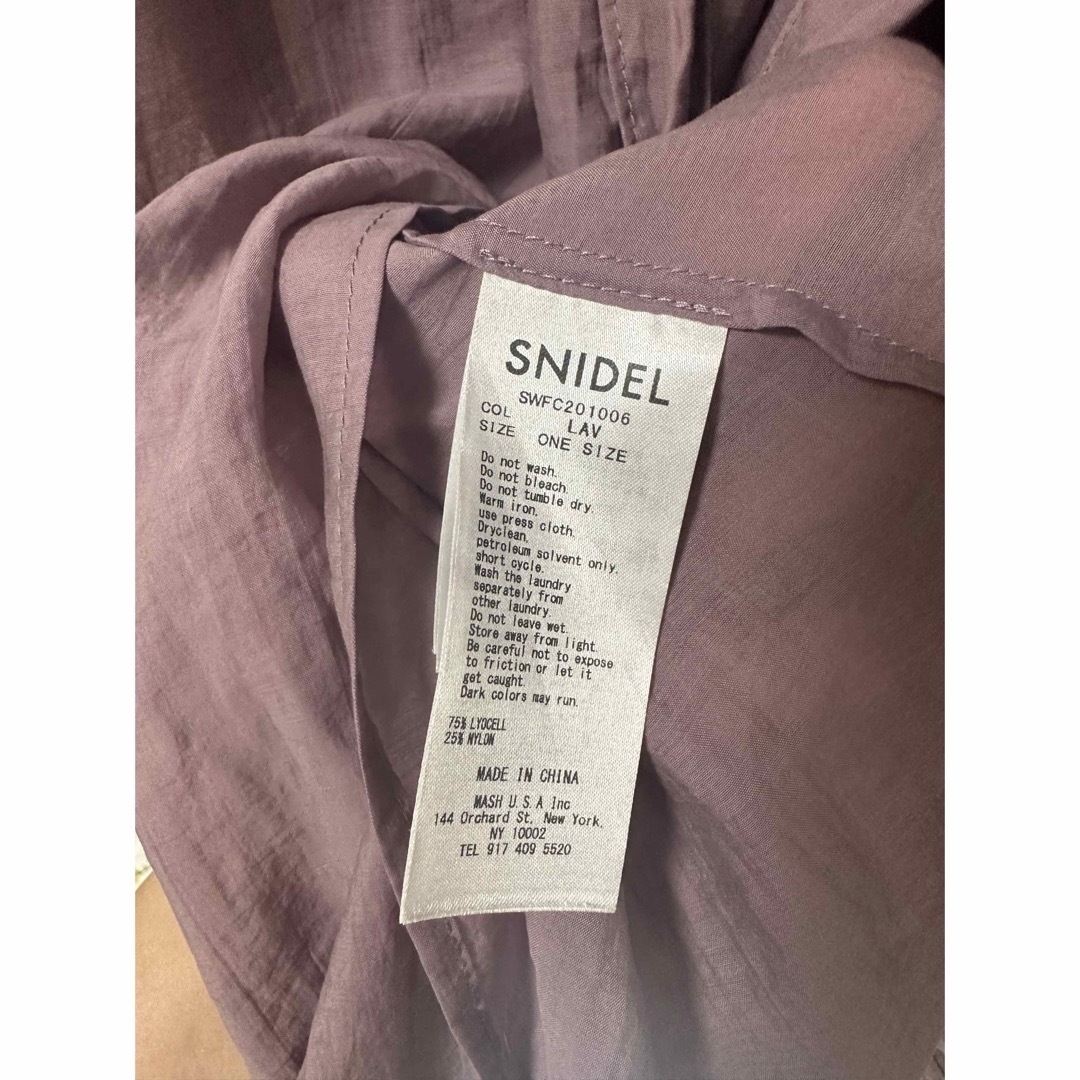 SNIDEL
SWFC201006
COL LAV
SIZE ONE SIZE
Do not wash.
Do not bleach.
Do not tumble dry.
Warm iron.
use press cloth.
Dryclean.
petroleum solvent only.
short cycle.
Wash the laundry
separately from
other laundry.
Do not leave wet.
Store away from light.
Be careful not to expose
to friction or let it
get caught.
Dark colors may run.
75% LYOCELL
25% NYLON
MADE IN CHINA
MASH U.S.A Inc
144 Orchard St, New York,
NY 10002
TEL 917 409 5520